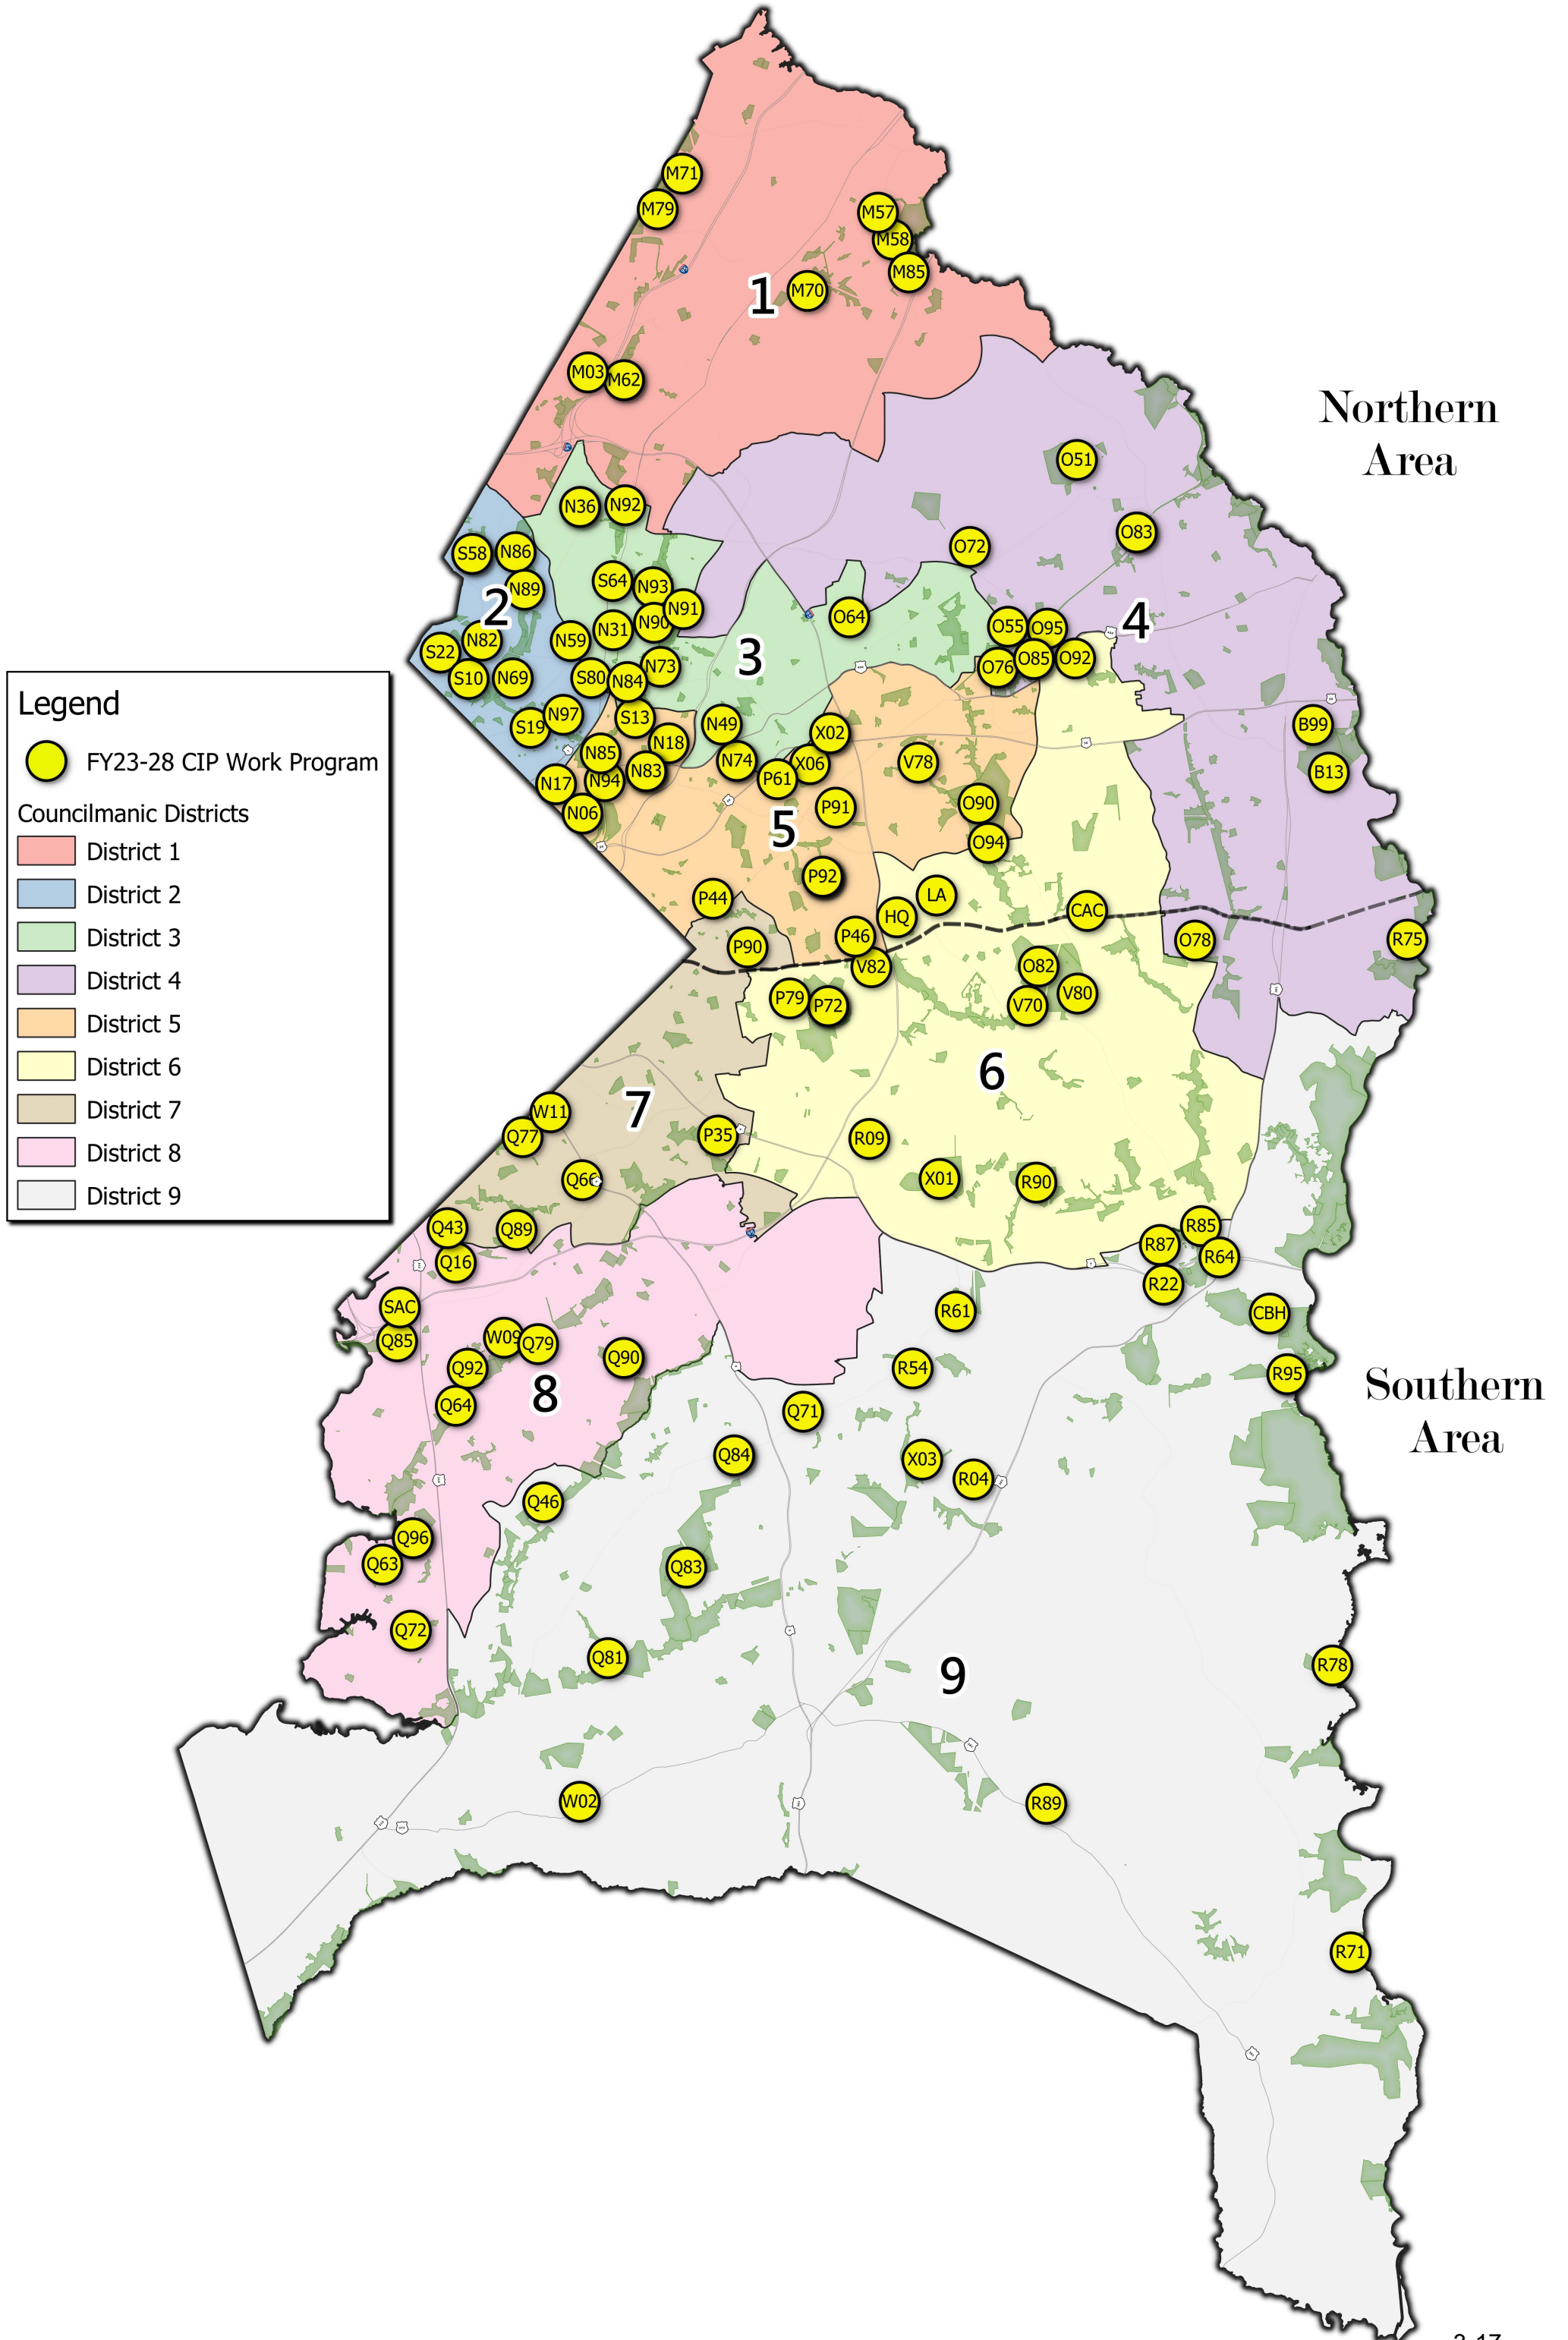 M71
M79
M57
M58
M85
1
M70
M03
M62
Northern
Area
O51
N36
N92
O83
O72
S58
N86
N89
2
S64
N93
N91
O64
N90
N31
O55
O95
4
S22
N82
N59
3
O76
O85
O92
S10
N69
S80
N84
N73
Legend
FY23-28 CIP Work Program
Councilmanic Districts
District 1
District 2
District 3
District 4
District 5
District 6
District 7
District 8
District 9
S19
N97
S13
N49
X02
B99
N85
N18
N74
X06
V78
B13
N17
N94
N83
P61
N06
P91
O90
5
O94
P92
P44
LA
HQ
CAC
P90
P46
O78
R75
V82
O82
P79
P72
V70
V80
6
W11
7
Q77
P35
R09
Q66
X01
R90
Q43
Q89
R85
R87
Q16
R64
R22
SAC
R61
CBH
Q85
W09
Q79
Q90
Q92
R54
R95
8
Southern
Area
Q64
Q71
Q84
X03
R04
Q46
Q96
Q63
Q83
Q72
Q81
9
R78
W02
R89
R71